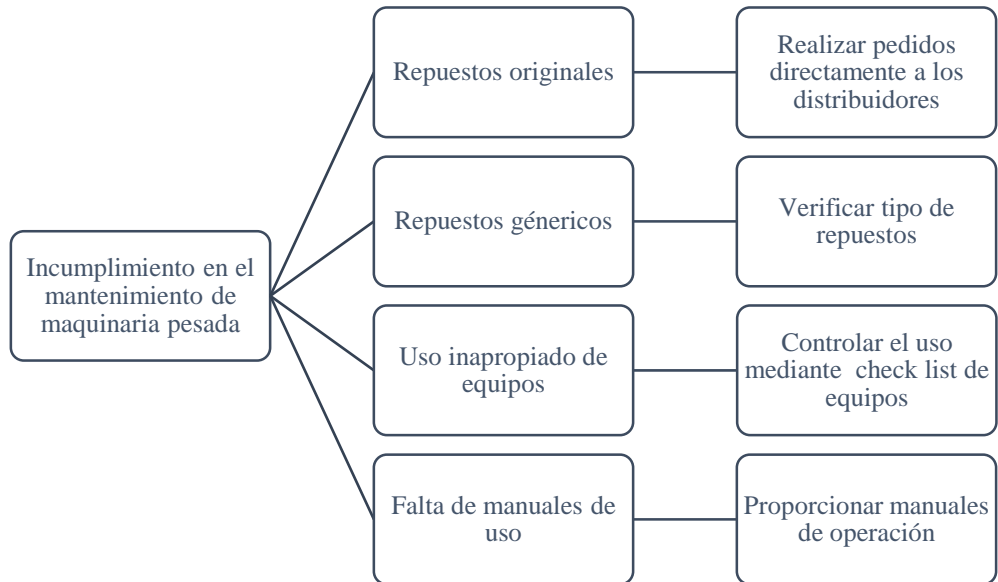 Incumplimiento en el
mantenimiento de
maquinaria pesada
Repuestos originales
Realizar pedidos
directamente a los
distribuidores
Repuestos génericos
Verificar tipo de
repuestos
Uso inapropiado de
equipos
Controlar el uso
mediante check list de
equipos
Falta de manuales de
uso
Proporcionar manuales
de operación